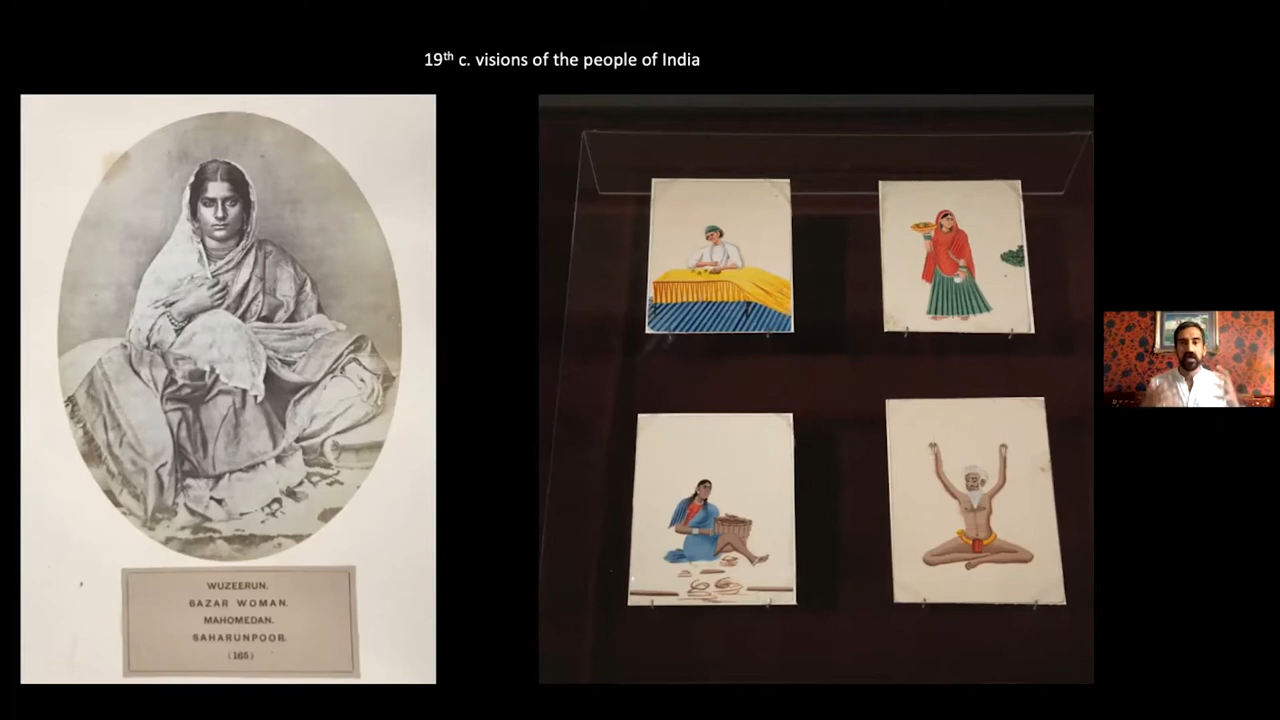 19th c. visions of the people of India
WUZEERUN.
BAZAR WOMAN.
MAHOMEDAN.
SAHARUNPOOR.
(165)